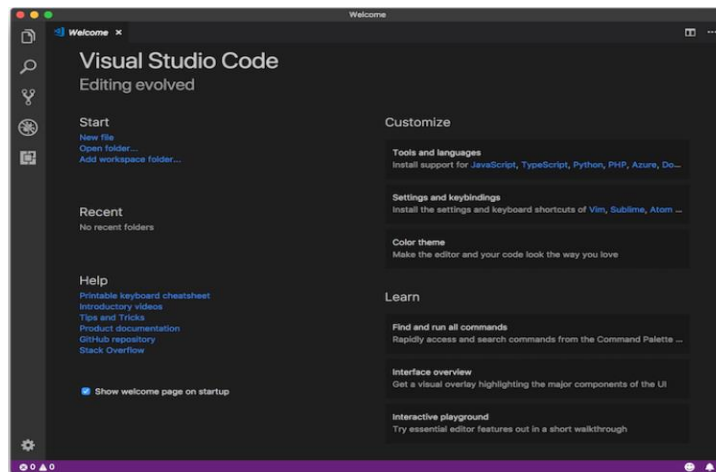 Welcome
Welcome ×
Visual Studio Code
Editing evolved
Start
New file
Open folder...
Add workspace folder...
Recent
No recent folders
Help
Printable keyboard cheatsheet
Introductory videos
Tips and Tricks
Product documentation
GitHub repository
Stack Overflow
Show welcome page on startup
Customize
Tools and languages
Install support for JavaScript, TypeScript, Python, PHP, Azure, Do...
Settings and keybindings
Install the settings and keyboard shortcuts of Vim, Sublime, Atom ...
Color theme
Make the editor and your code look the way you love
Learn
Find and run all commands
Rapidly access and search commands from the Command Palette ...
Interface overview
Get a visual overlay highlighting the major components of the UI
Interactive playground
Try essential editor features out in a short walkthrough
0 0